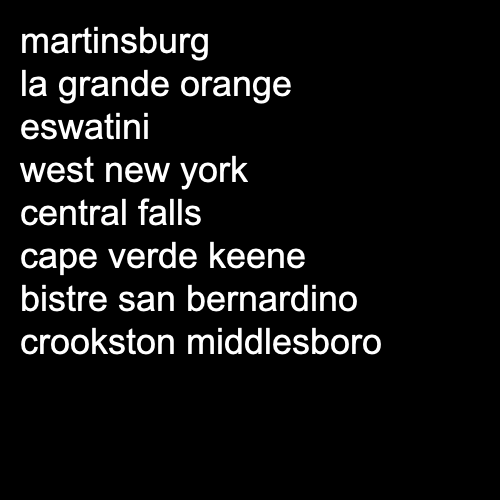 martinsburg
la grande orange
eswatini
west new york
central falls
cape verde keene
bistre san bernardino
crookston middlesboro